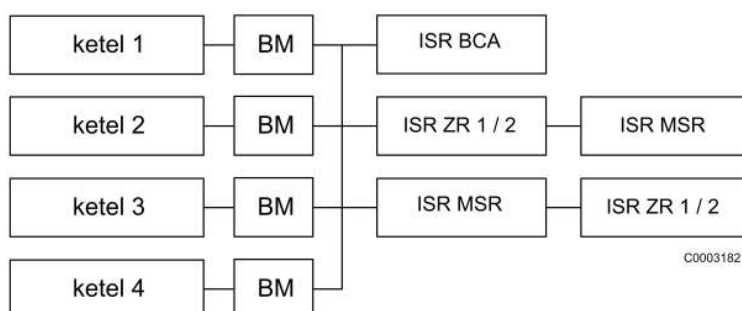 ketel 1 BM ISR BCA
ketel 2 BM ISR ZR 1 / 2 ISR MSR
ketel 3 BM ISR MSR ISR ZR 1 / 2
C0003182
ketel 4 BM